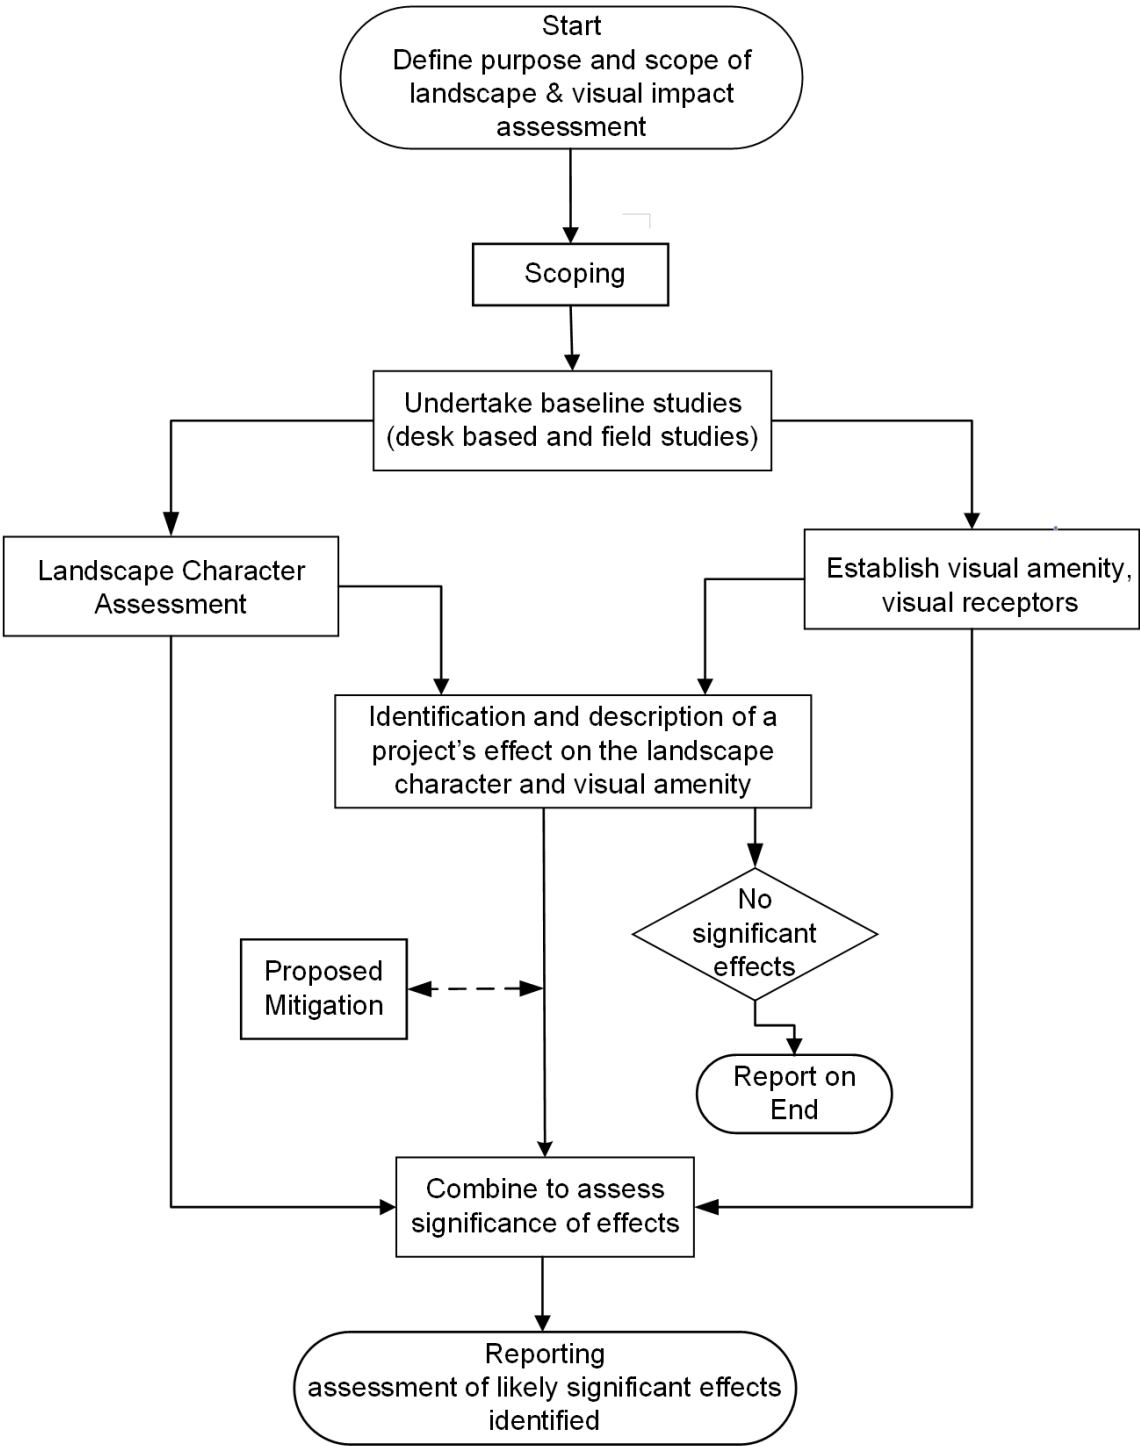 Start
Define purpose and scope of
landscape & visual impact
assessment
Scoping
Undertake baseline studies
(desk based and field studies)
Landscape Character
Assessment
Establish visual amenity,
visual receptors
Identification and description of a
project's effect on the landscape
character and visual amenity
No
significant
effects
Proposed
Mitigation
Report on
End
Combine to assess
significance of effects
Reporting
assessment of likely significant effects
identified